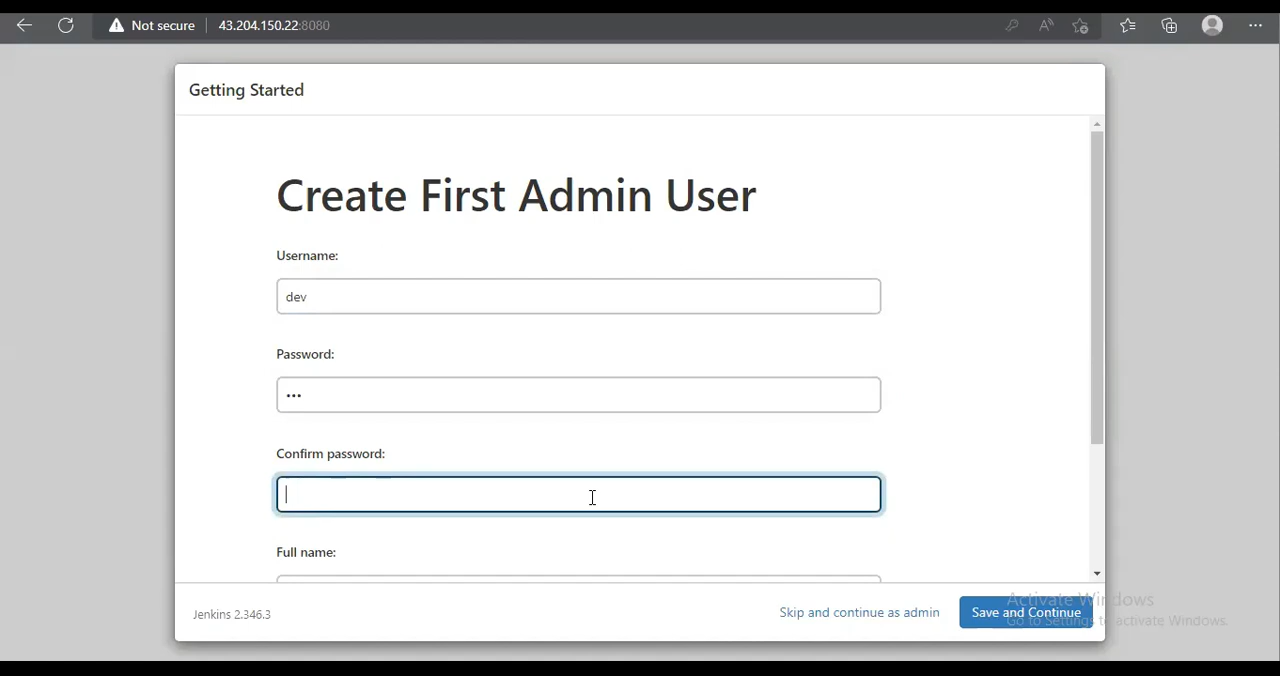 Not secure 43.204.150.22:8080
Getting Started
Create First Admin User
Username:
dev
Password:
•••
Confirm password:
Full name:
Jenkins 2.346.3
Skip and continue as admin
Save and Continue
Activate Windows
Go to Settings to activate Windows.